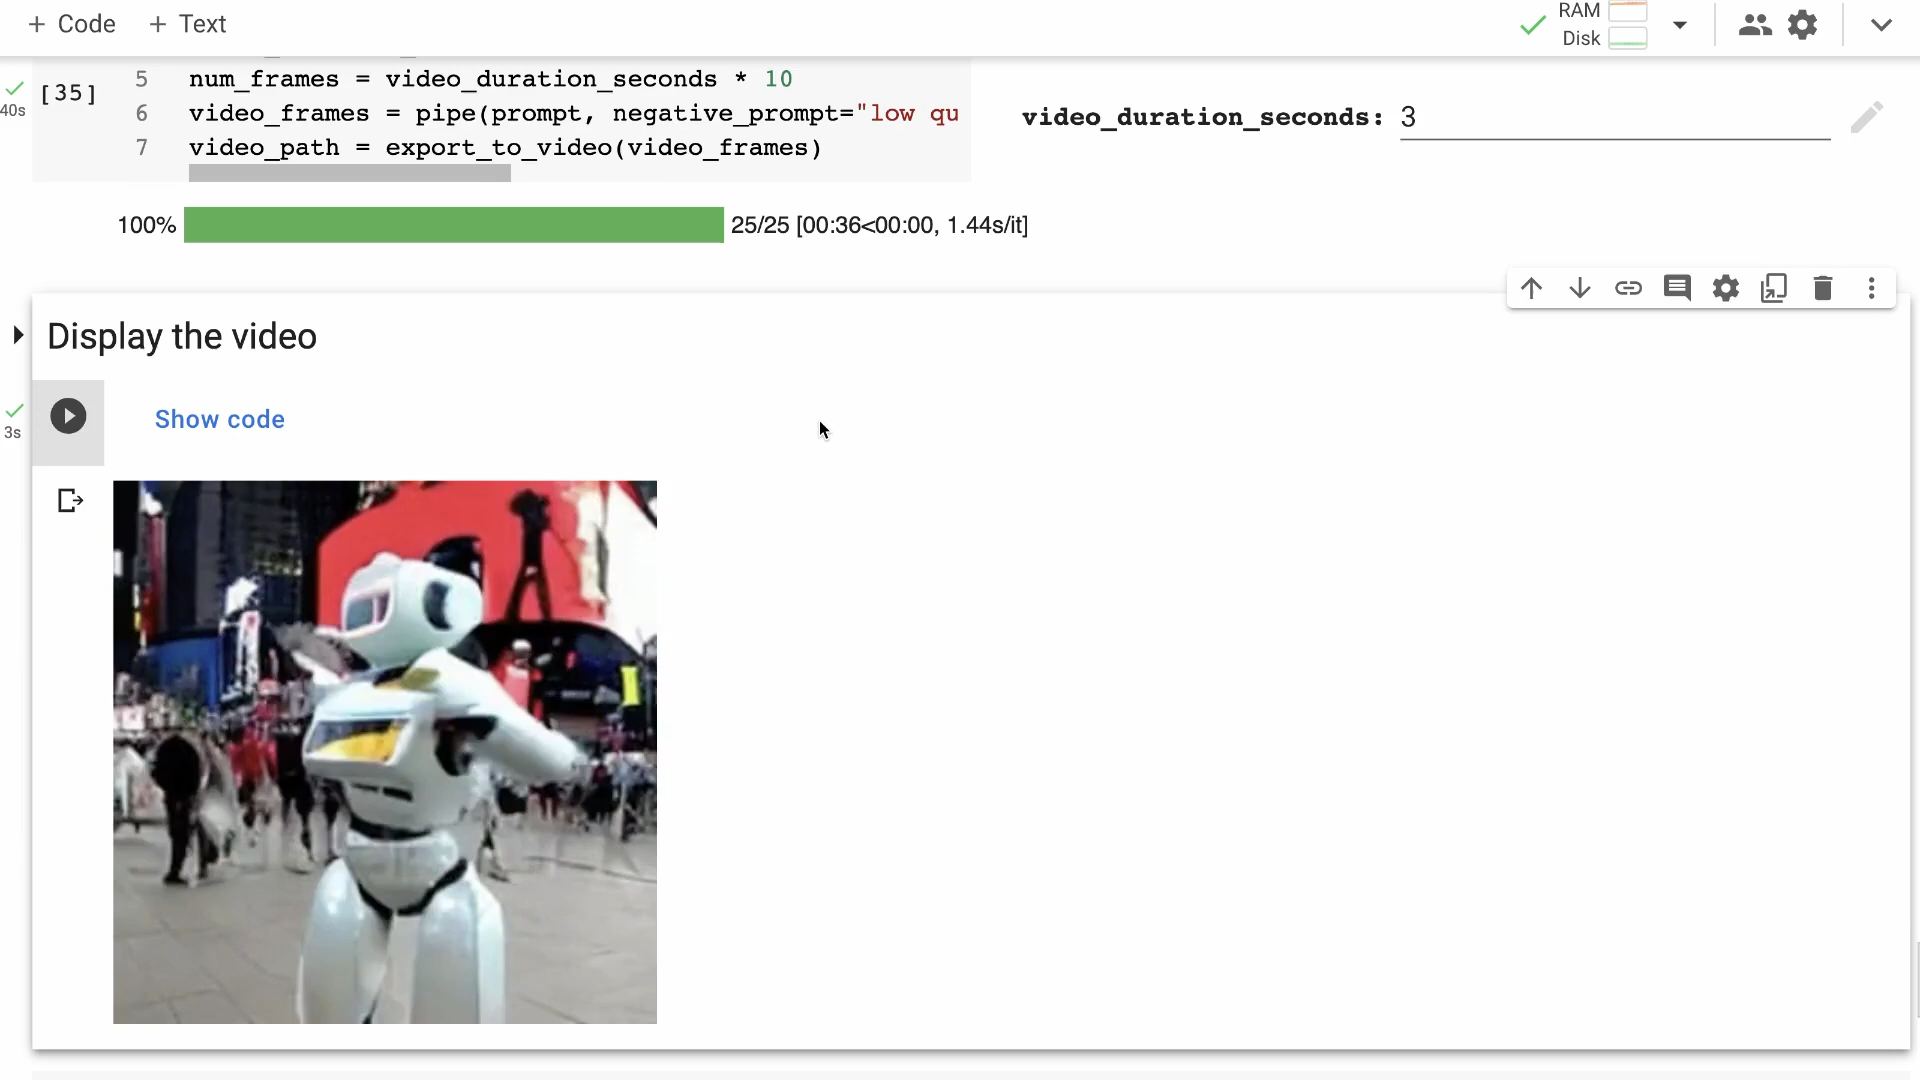 + Code + Text
RAM
Disk
40s
[35]
5 num_frames = video_duration_seconds * 10
6 video_frames = pipe(prompt, negative_prompt="low qu
7 video_path = export_to_video(video_frames)
video_duration_seconds: 3
100% 25/25 [00:36<00:00, 1.44s/it]
Display the video
3s
Show code